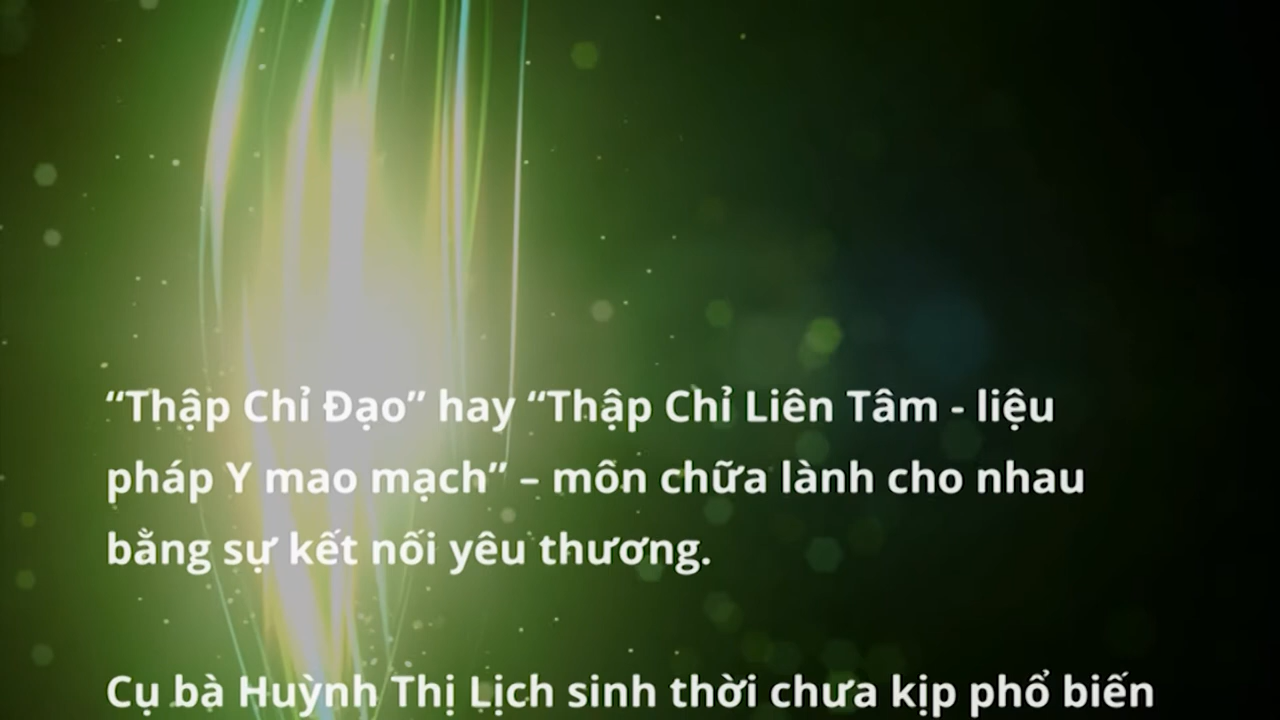 “Thập Chỉ Đạo” hay “Thập Chỉ Liên Tâm - liệu
pháp Y mao mạch” – môn chữa lành cho nhau
bằng sự kết nối yêu thương.
Cụ bà Huỳnh Thị Lịch sinh thời chưa kịp phổ biến